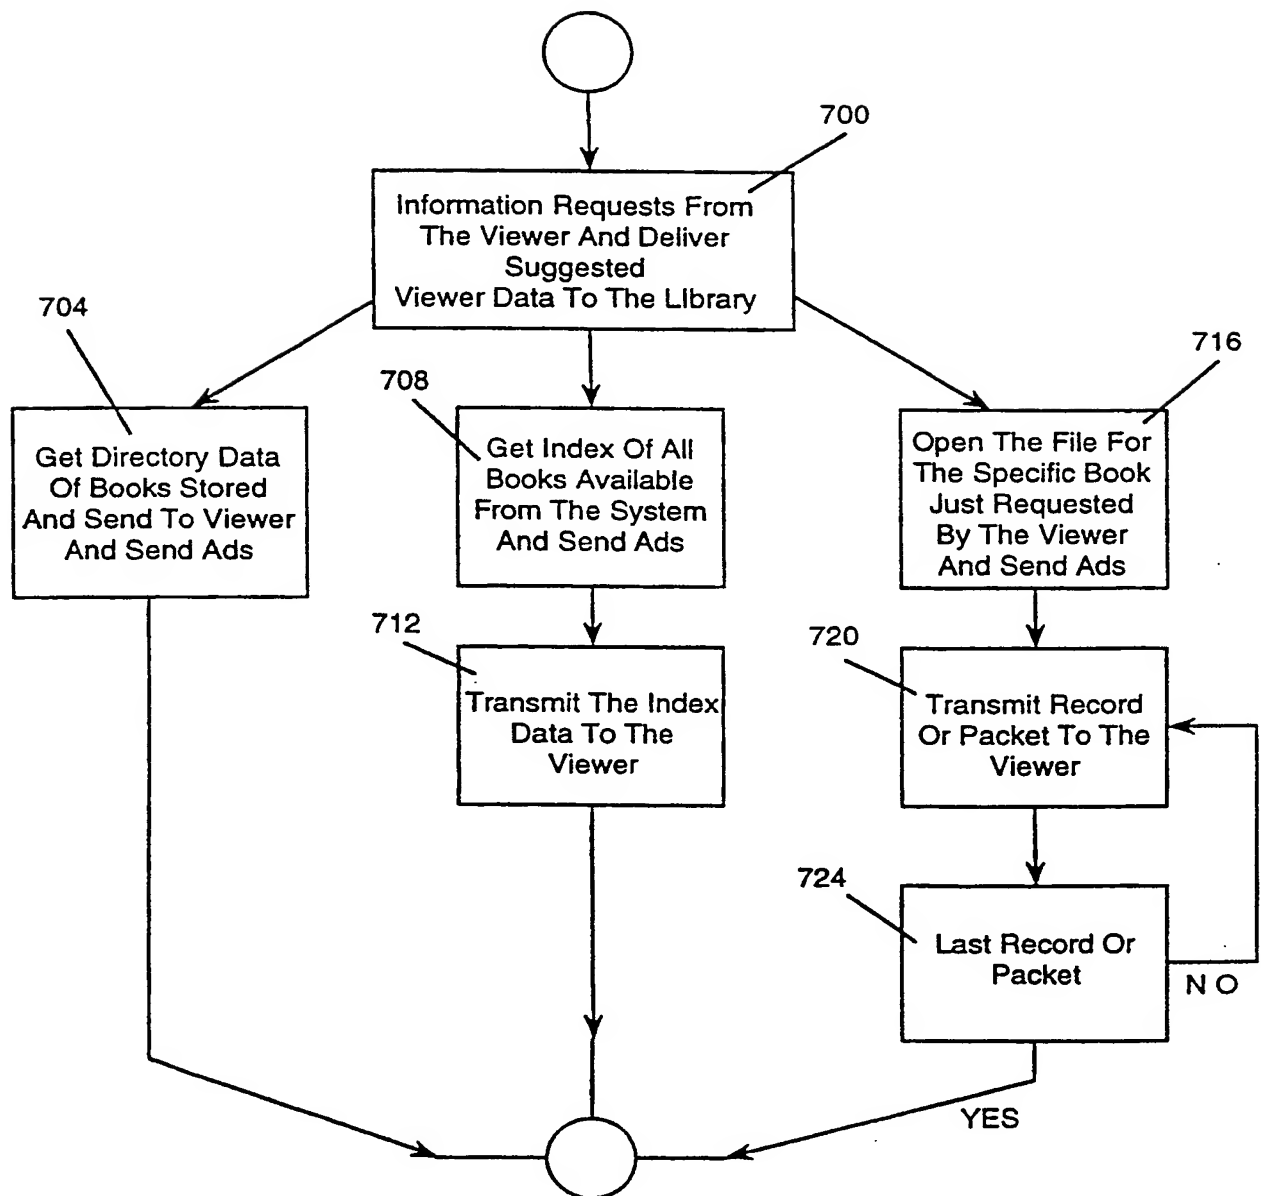 700
Information Requests From
The Viewer And Deliver
Suggested
Viewer Data To The Library
704
Get Directory Data
Of Books Stored
And Send To Viewer
And Send Ads
708
Get Index Of All
Books Available
From The System
And Send Ads
716
Open The File For
The Specific Book
Just Requested
By The Viewer
And Send Ads
712
Transmit The Index
Data To The
Viewer
720
Transmit Record
Or Packet To The
Viewer
724
Last Record Or
Packet
N O
YES